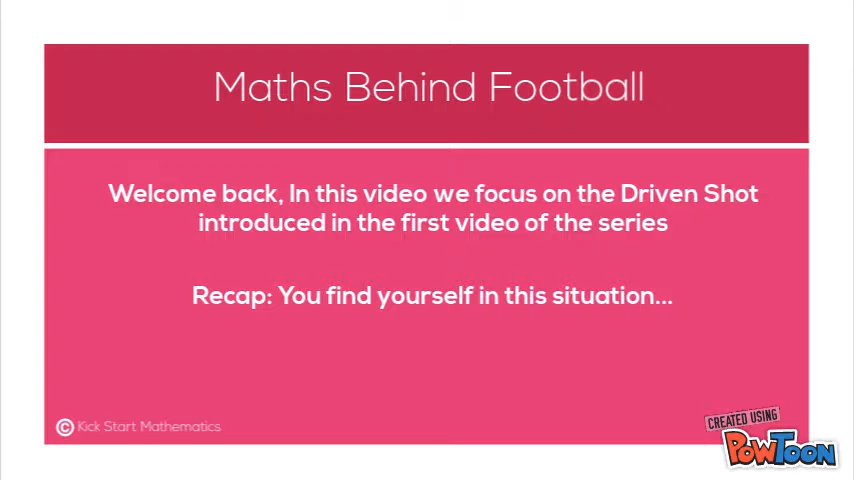 Maths Behind Football
Welcome back, In this video we focus on the Driven Shot
introduced in the first video of the series
Recap: You find yourself in this situation...
© Kick Start Mathematics
CREATED USING
POWTOON